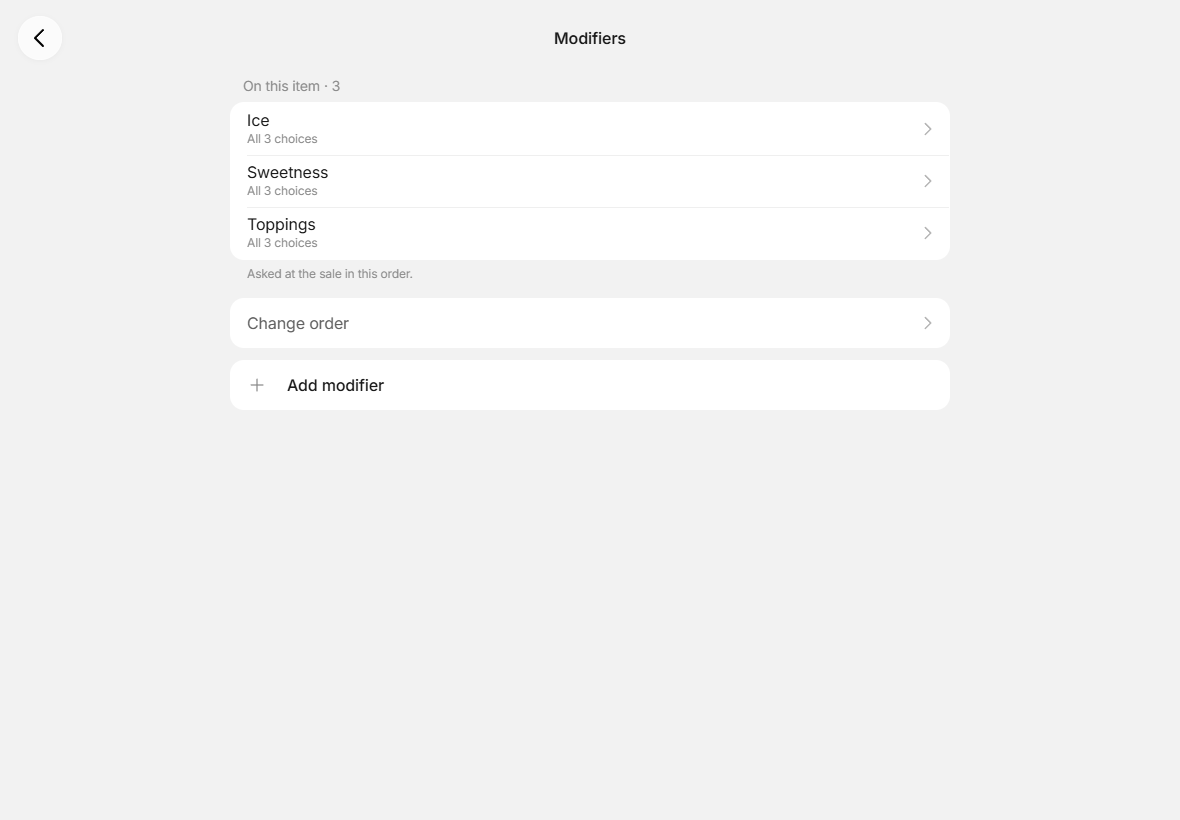 Modifiers
On this item · 3
Ice
All 3 choices
Sweetness
All 3 choices
Toppings
All 3 choices
Asked at the sale in this order.
Change order
Add modifier